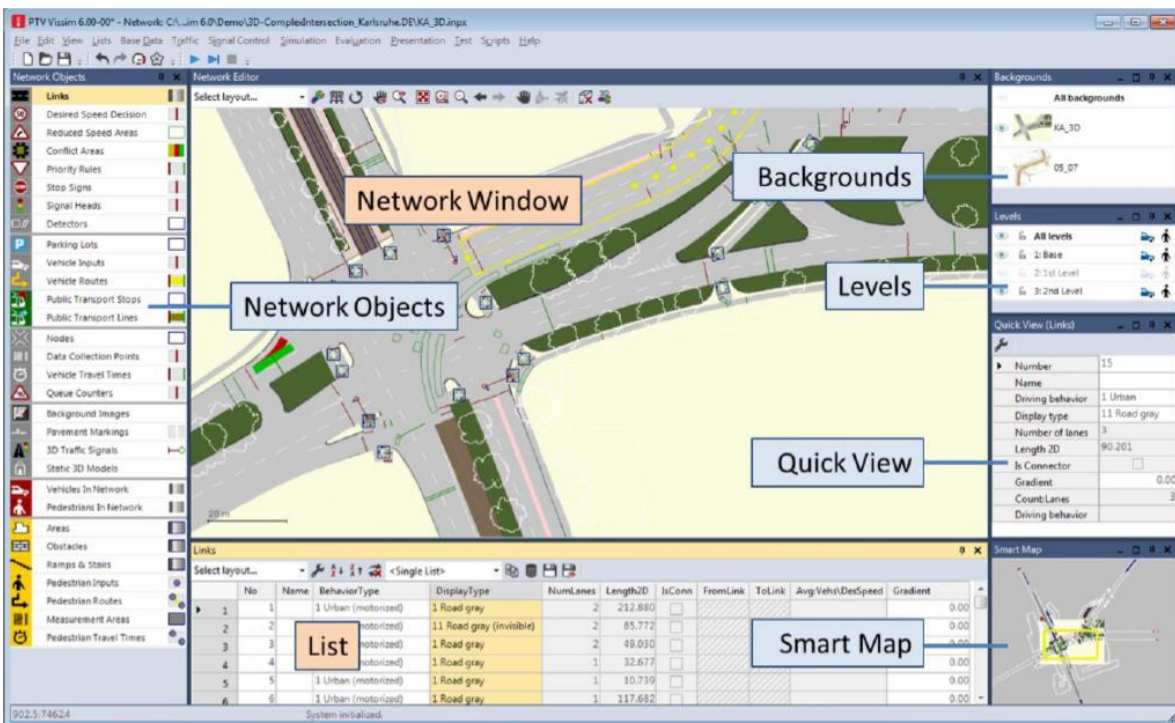 PTV Vissim 6.00-00* - Network: C:\...im 6.0\Demo\3D-ComplexIntersection_Karlsruhe.DE\KA_3D.inpx
File Edit View Lists Base Data Traffic Signal Control Simulation Evaluation Presentation Test Scripts Help
Network Objects
Links
Desired Speed Decision
Reduced Speed Areas
Conflict Areas
Priority Rules
Stop Signs
Signal Heads
Detectors
Parking Lots
Vehicle Inputs
Vehicle Routes
Public Transport Stops
Public Transport Lines
Nodes
Data Collection Points
Vehicle Travel Times
Queue Counters
Background Images
Pavement Markings
3D Traffic Signals
Static 3D Models
Vehicles In Network
Pedestrians In Network
Areas
Obstacles
Ramps & Stairs
Pedestrian Inputs
Pedestrian Routes
Measurement Areas
Pedestrian Travel Times
Network Editor
Select layout...
Network Window
Network Objects
Backgrounds
Levels
Quick View
20 m
Backgrounds
All backgrounds
KA_3D
05_07
Levels
All levels
1: Base
2: 1st Level
3: 2nd Level
Quick View (Links)
Number 15
Name
Driving behavior 1 Urban
Display type 11 Road gray
Number of lanes 3
Length 2D 90.201
Is Connector
Gradient 0.00
Count:Lanes 3
Driving behavior
Links
Select layout... <Single List>
No Name BehaviorType DisplayType NumLanes Length2D IsConn FromLink ToLink Avg:Vehs\DesSpeed Gradient
1 1 1 Urban (motorized) 1 Road gray 2 212.880 0.00
2 2 (motorized) 11 Road gray (invisible) 2 85.772 0.00
3 3 (motorized) 1 Road gray 2 49.030 0.00
4 4 (motorized) 1 Road gray 1 32.677 0.00
5 5 1 Urban (motorized) 1 Road gray 1 10.739 0.00
6 6 1 Urban (motorized) 1 Road gray 1 117.682 0.00
List
Smart Map
Smart Map
902.5:7462.4 System initialized.